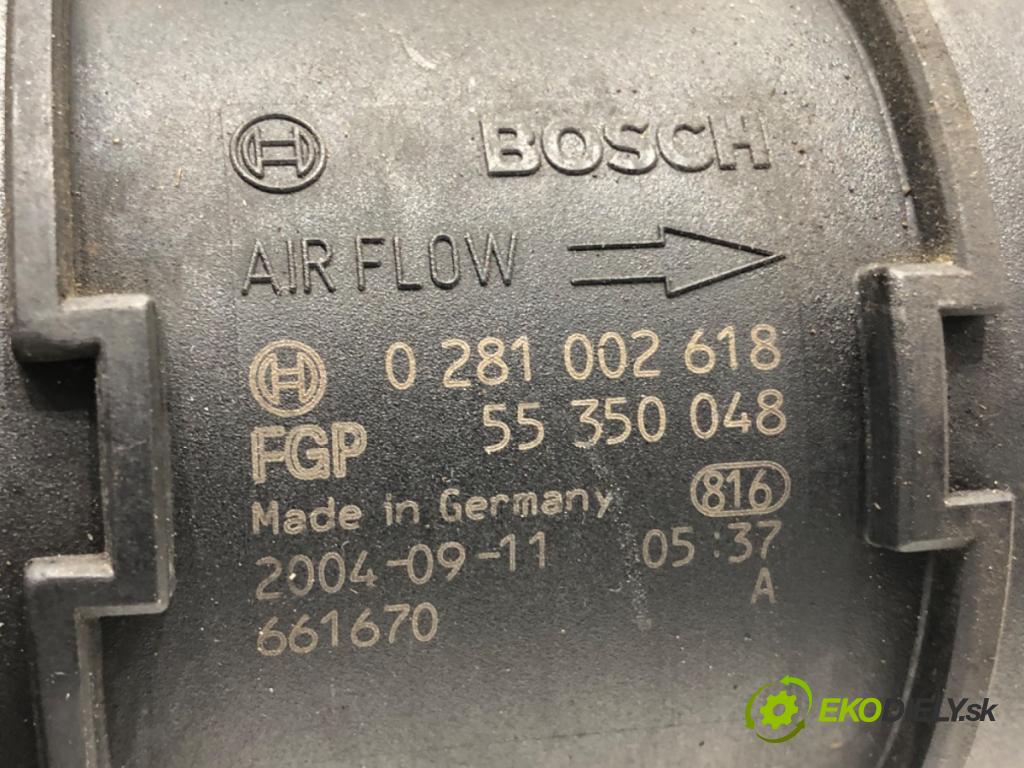 BOSCH
AIR FLOW
0 281 002 618
FGP 55 350 048
Made in Germany 816
2004-09-11 05:37
A
661670
EKODIELY.sk